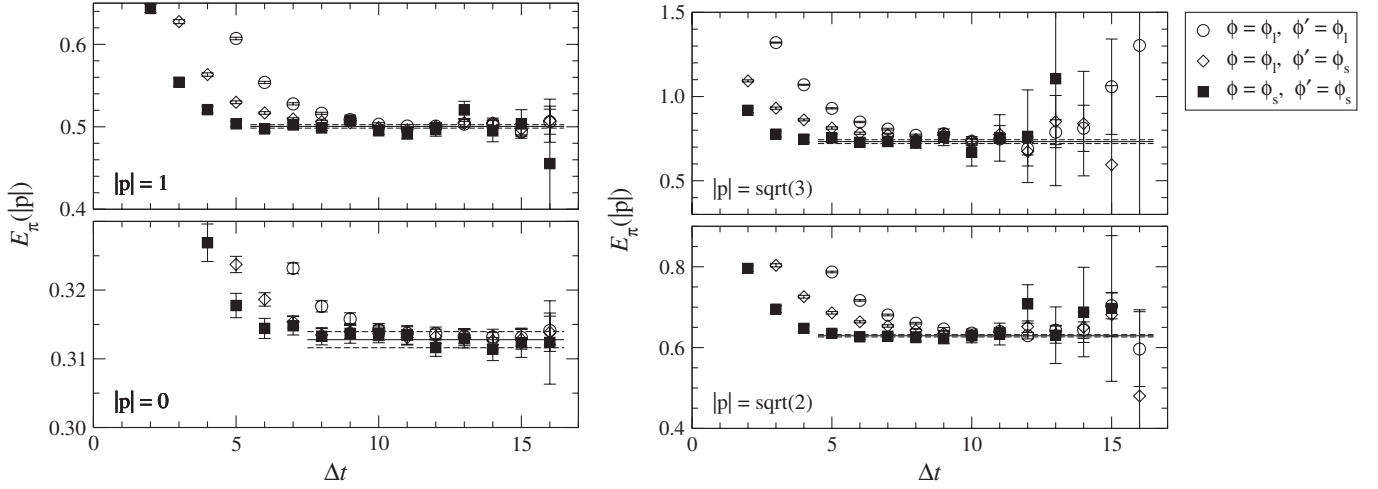 0.6
0.5
0.4
|p| = 1
E_π(|p|)
0.32
0.31
0.30
|p| = 0
0 5 10 15
Δt
1.5
1.0
0.5
|p| = sqrt(3)
E_π(|p|)
0.8
0.6
0.4
|p| = sqrt(2)
0 5 10 15
Δt
ϕ = ϕ_l, ϕ′ = ϕ_l
ϕ = ϕ_l, ϕ′ = ϕ_s
ϕ = ϕ_s, ϕ′ = ϕ_s